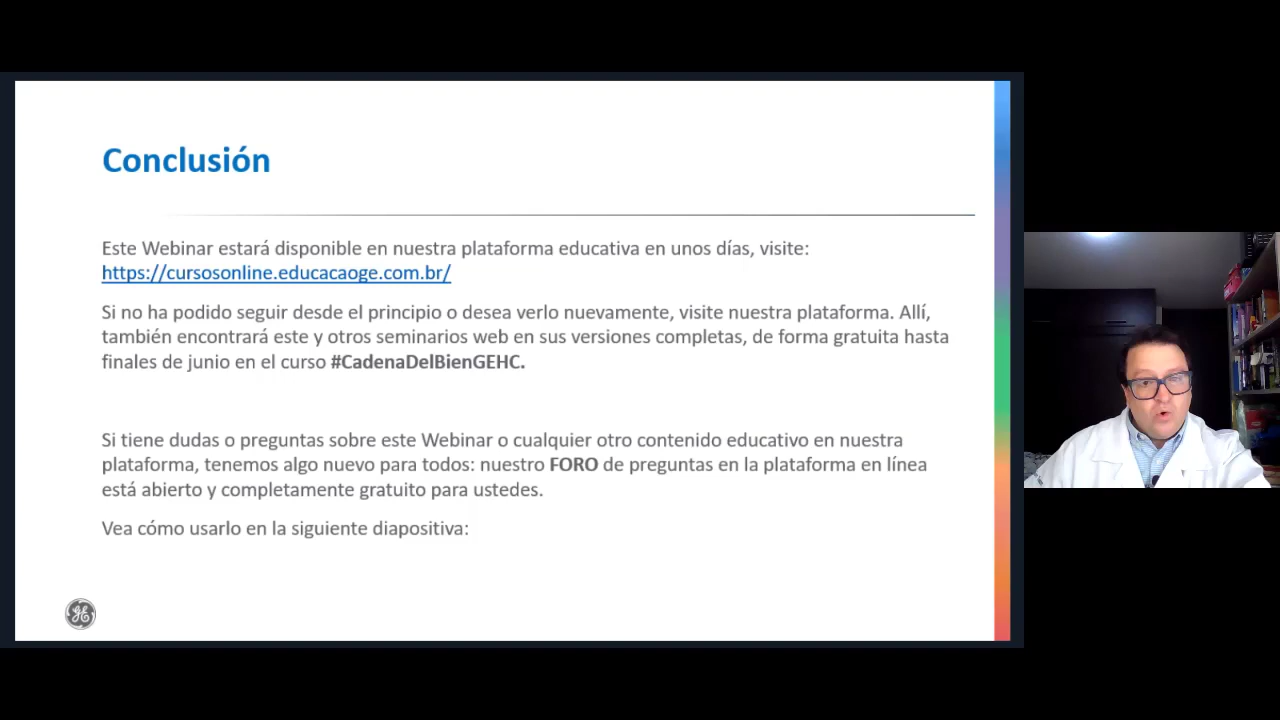 Conclusión
Este Webinar estará disponible en nuestra plataforma educativa en unos días, visite:
https://cursosonline.educacaoge.com.br/
Si no ha podido seguir desde el principio o desea verlo nuevamente, visite nuestra plataforma. Allí,
también encontrará este y otros seminarios web en sus versiones completas, de forma gratuita hasta
finales de junio en el curso #CadenaDelBienGEHC.
Si tiene dudas o preguntas sobre este Webinar o cualquier otro contenido educativo en nuestra
plataforma, tenemos algo nuevo para todos: nuestro FORO de preguntas en la plataforma en línea
está abierto y completamente gratuito para ustedes.
Vea cómo usarlo en la siguiente diapositiva:
GE